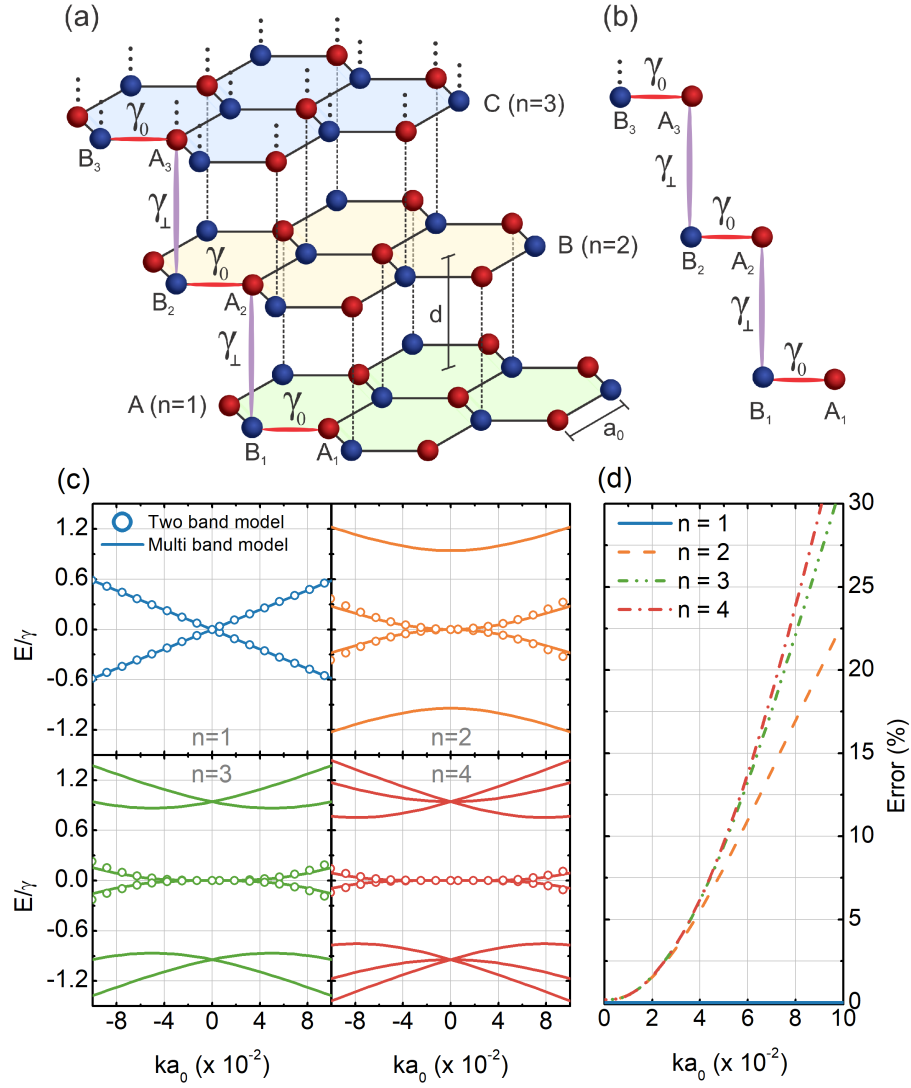 (a)
(b)
C (n=3)
γ₀
B₃
A₃
γ⊥
B (n=2)
γ₀
B₂
A₂
γ⊥
d
A (n=1)
γ₀
B₁
A₁
a₀
γ₀
B₃
A₃
γ⊥
γ₀
B₂
A₂
γ⊥
γ₀
B₁
A₁
(c)
Two band model
Multi band model
E/γ
1.2
0.6
0.0
-0.6
-1.2
n=1
n=2
E/γ
1.2
0.6
0.0
-0.6
-1.2
n=3
n=4
-8 -4 0 4 8
-8 -4 0 4 8
ka₀ (x 10⁻²)
ka₀ (x 10⁻²)
(d)
n = 1
n = 2
n = 3
n = 4
30
25
20
15
10
5
0
Error (%)
0 2 4 6 8 10
ka₀ (x 10⁻²)